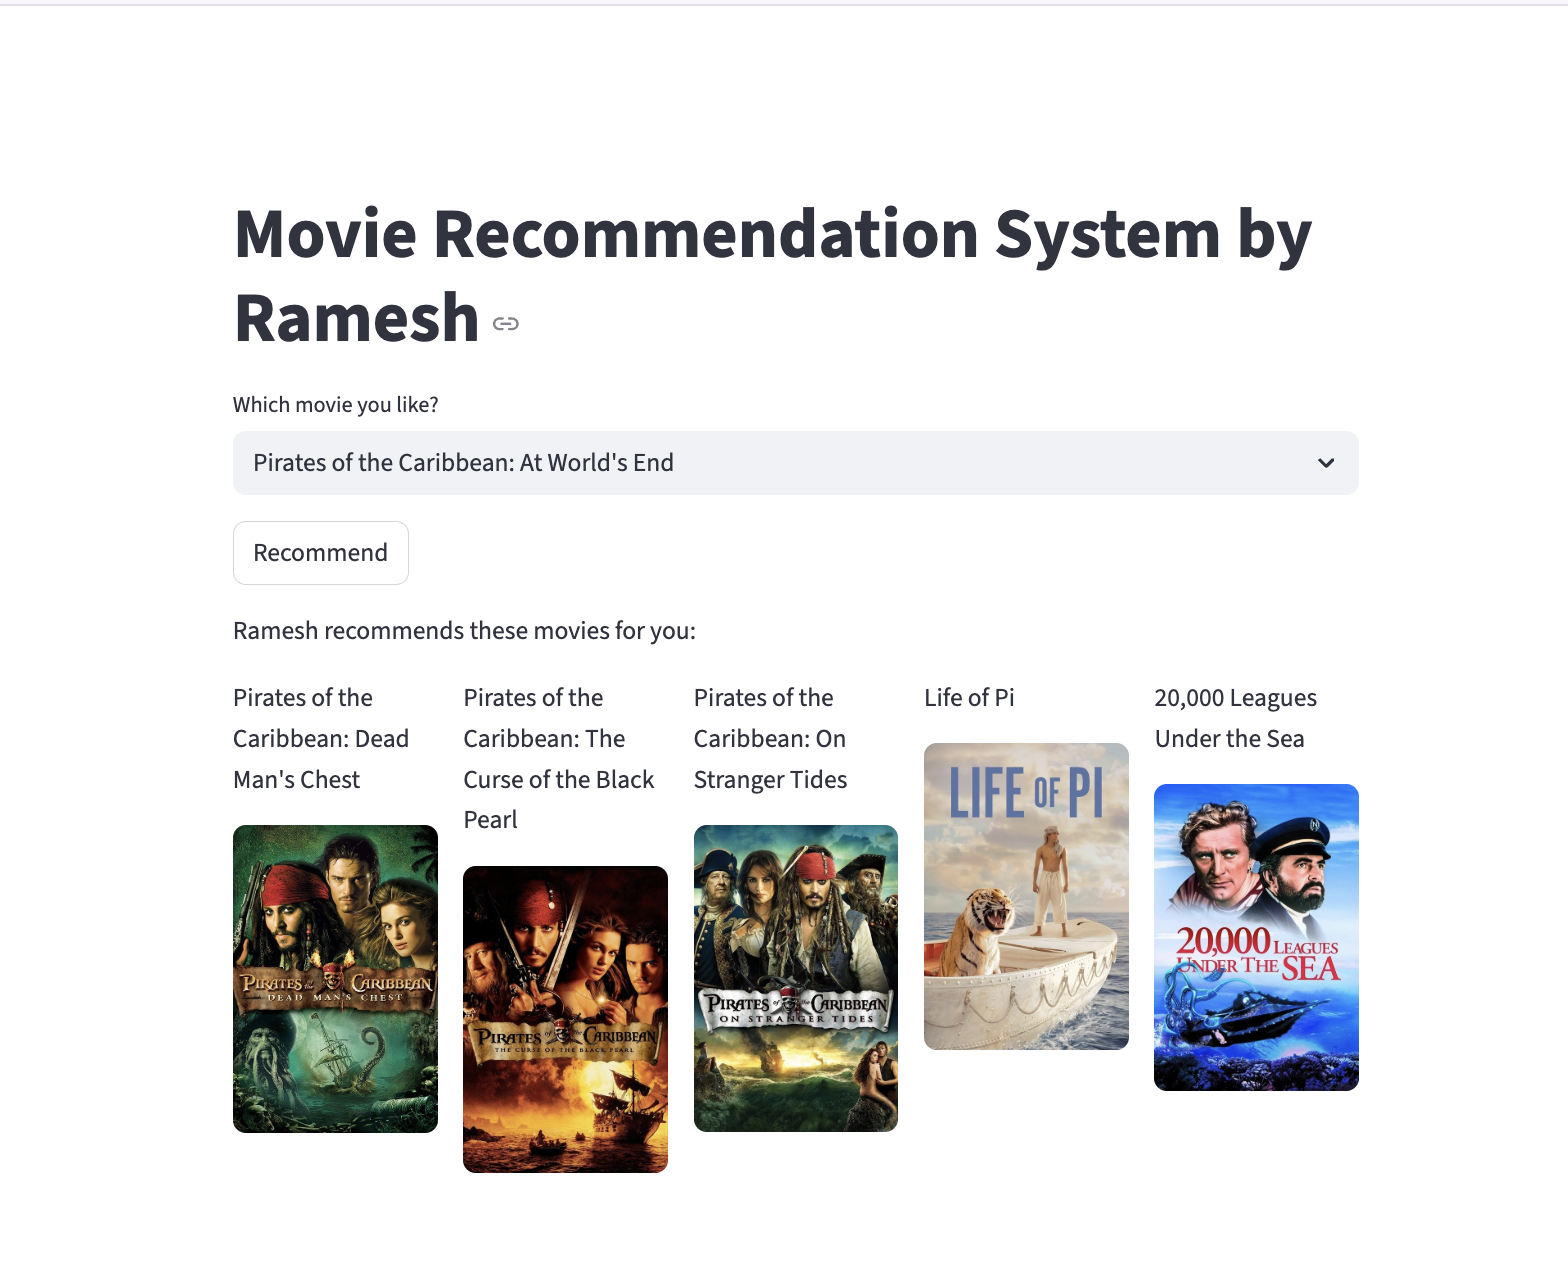 Movie Recommendation System by
Ramesh
Which movie you like?
Pirates of the Caribbean: At World's End
Recommend
Ramesh recommends these movies for you:
Pirates of the
Caribbean: Dead
Man's Chest
PIRATES of the CARIBBEAN
DEAD MAN'S CHEST
Pirates of the
Caribbean: The
Curse of the Black
Pearl
PIRATES of the CARIBBEAN
THE CURSE OF THE BLACK PEARL
Pirates of the
Caribbean: On
Stranger Tides
PIRATES of the CARIBBEAN
ON STRANGER TIDES
Life of Pi
LIFE OF PI
20,000 Leagues
Under the Sea
20,000 LEAGUES
UNDER THE SEA